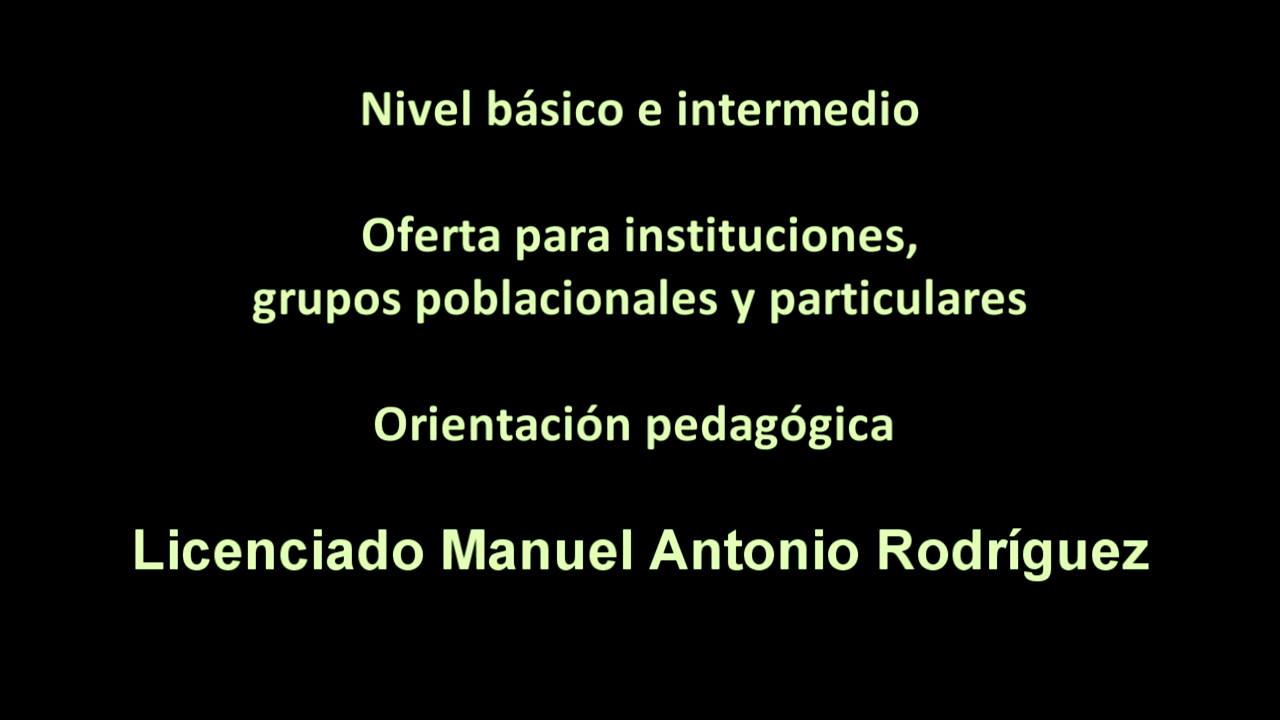 Nivel básico e intermedio
Oferta para instituciones,
grupos poblacionales y particulares
Orientación pedagógica
Licenciado Manuel Antonio Rodríguez